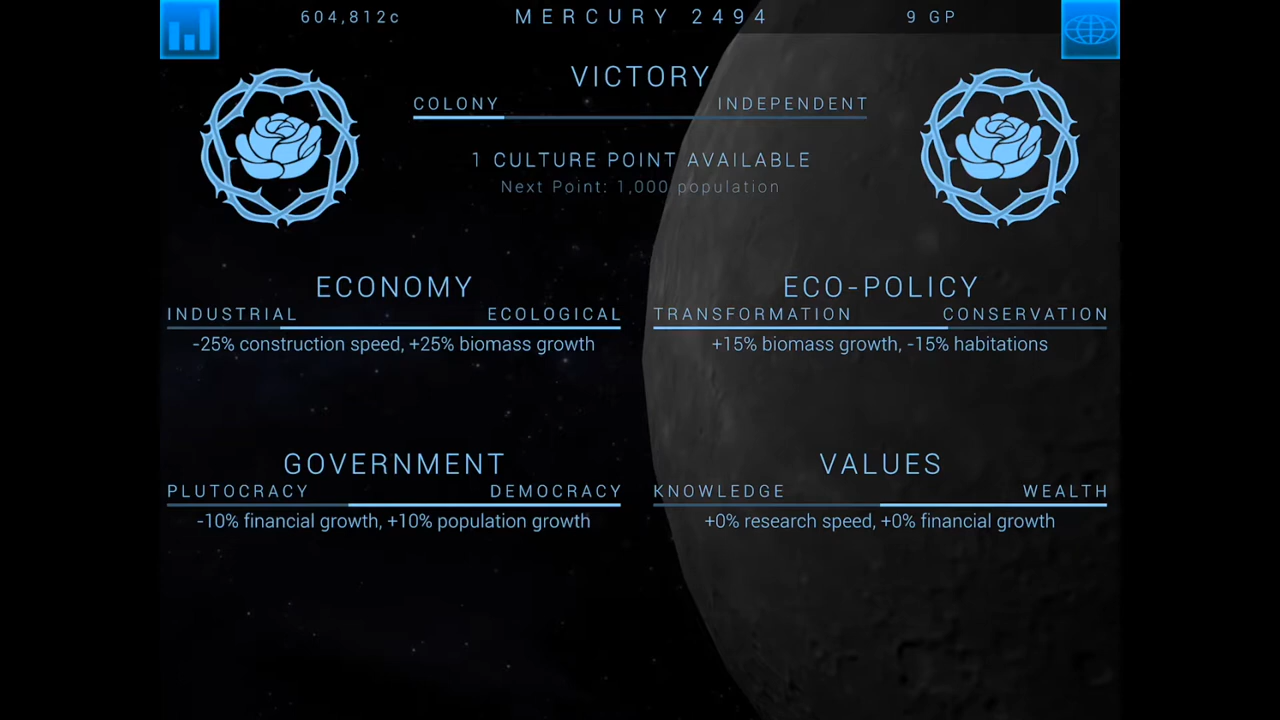 604,812c
MERCURY 2494
9 GP
VICTORY
COLONY
INDEPENDENT
1 CULTURE POINT AVAILABLE
Next Point: 1,000 population
ECONOMY
INDUSTRIAL
ECOLOGICAL
-25% construction speed, +25% biomass growth
ECO-POLICY
TRANSFORMATION
CONSERVATION
+15% biomass growth, -15% habitations
GOVERNMENT
PLUTOCRACY
DEMOCRACY
-10% financial growth, +10% population growth
VALUES
KNOWLEDGE
WEALTH
+0% research speed, +0% financial growth